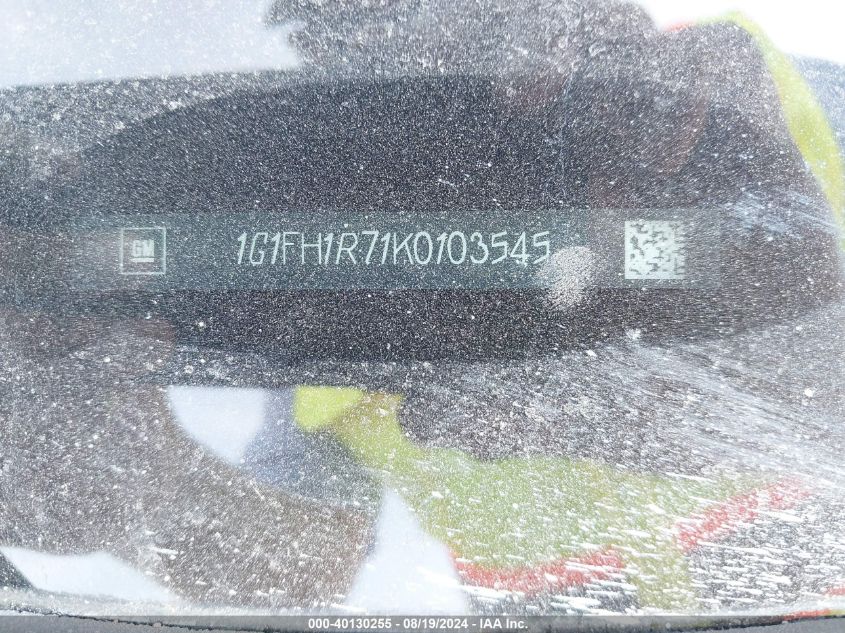 GM 1G1FH1R71K0103545
000-40130255 - 08/19/2024 - IAA Inc.